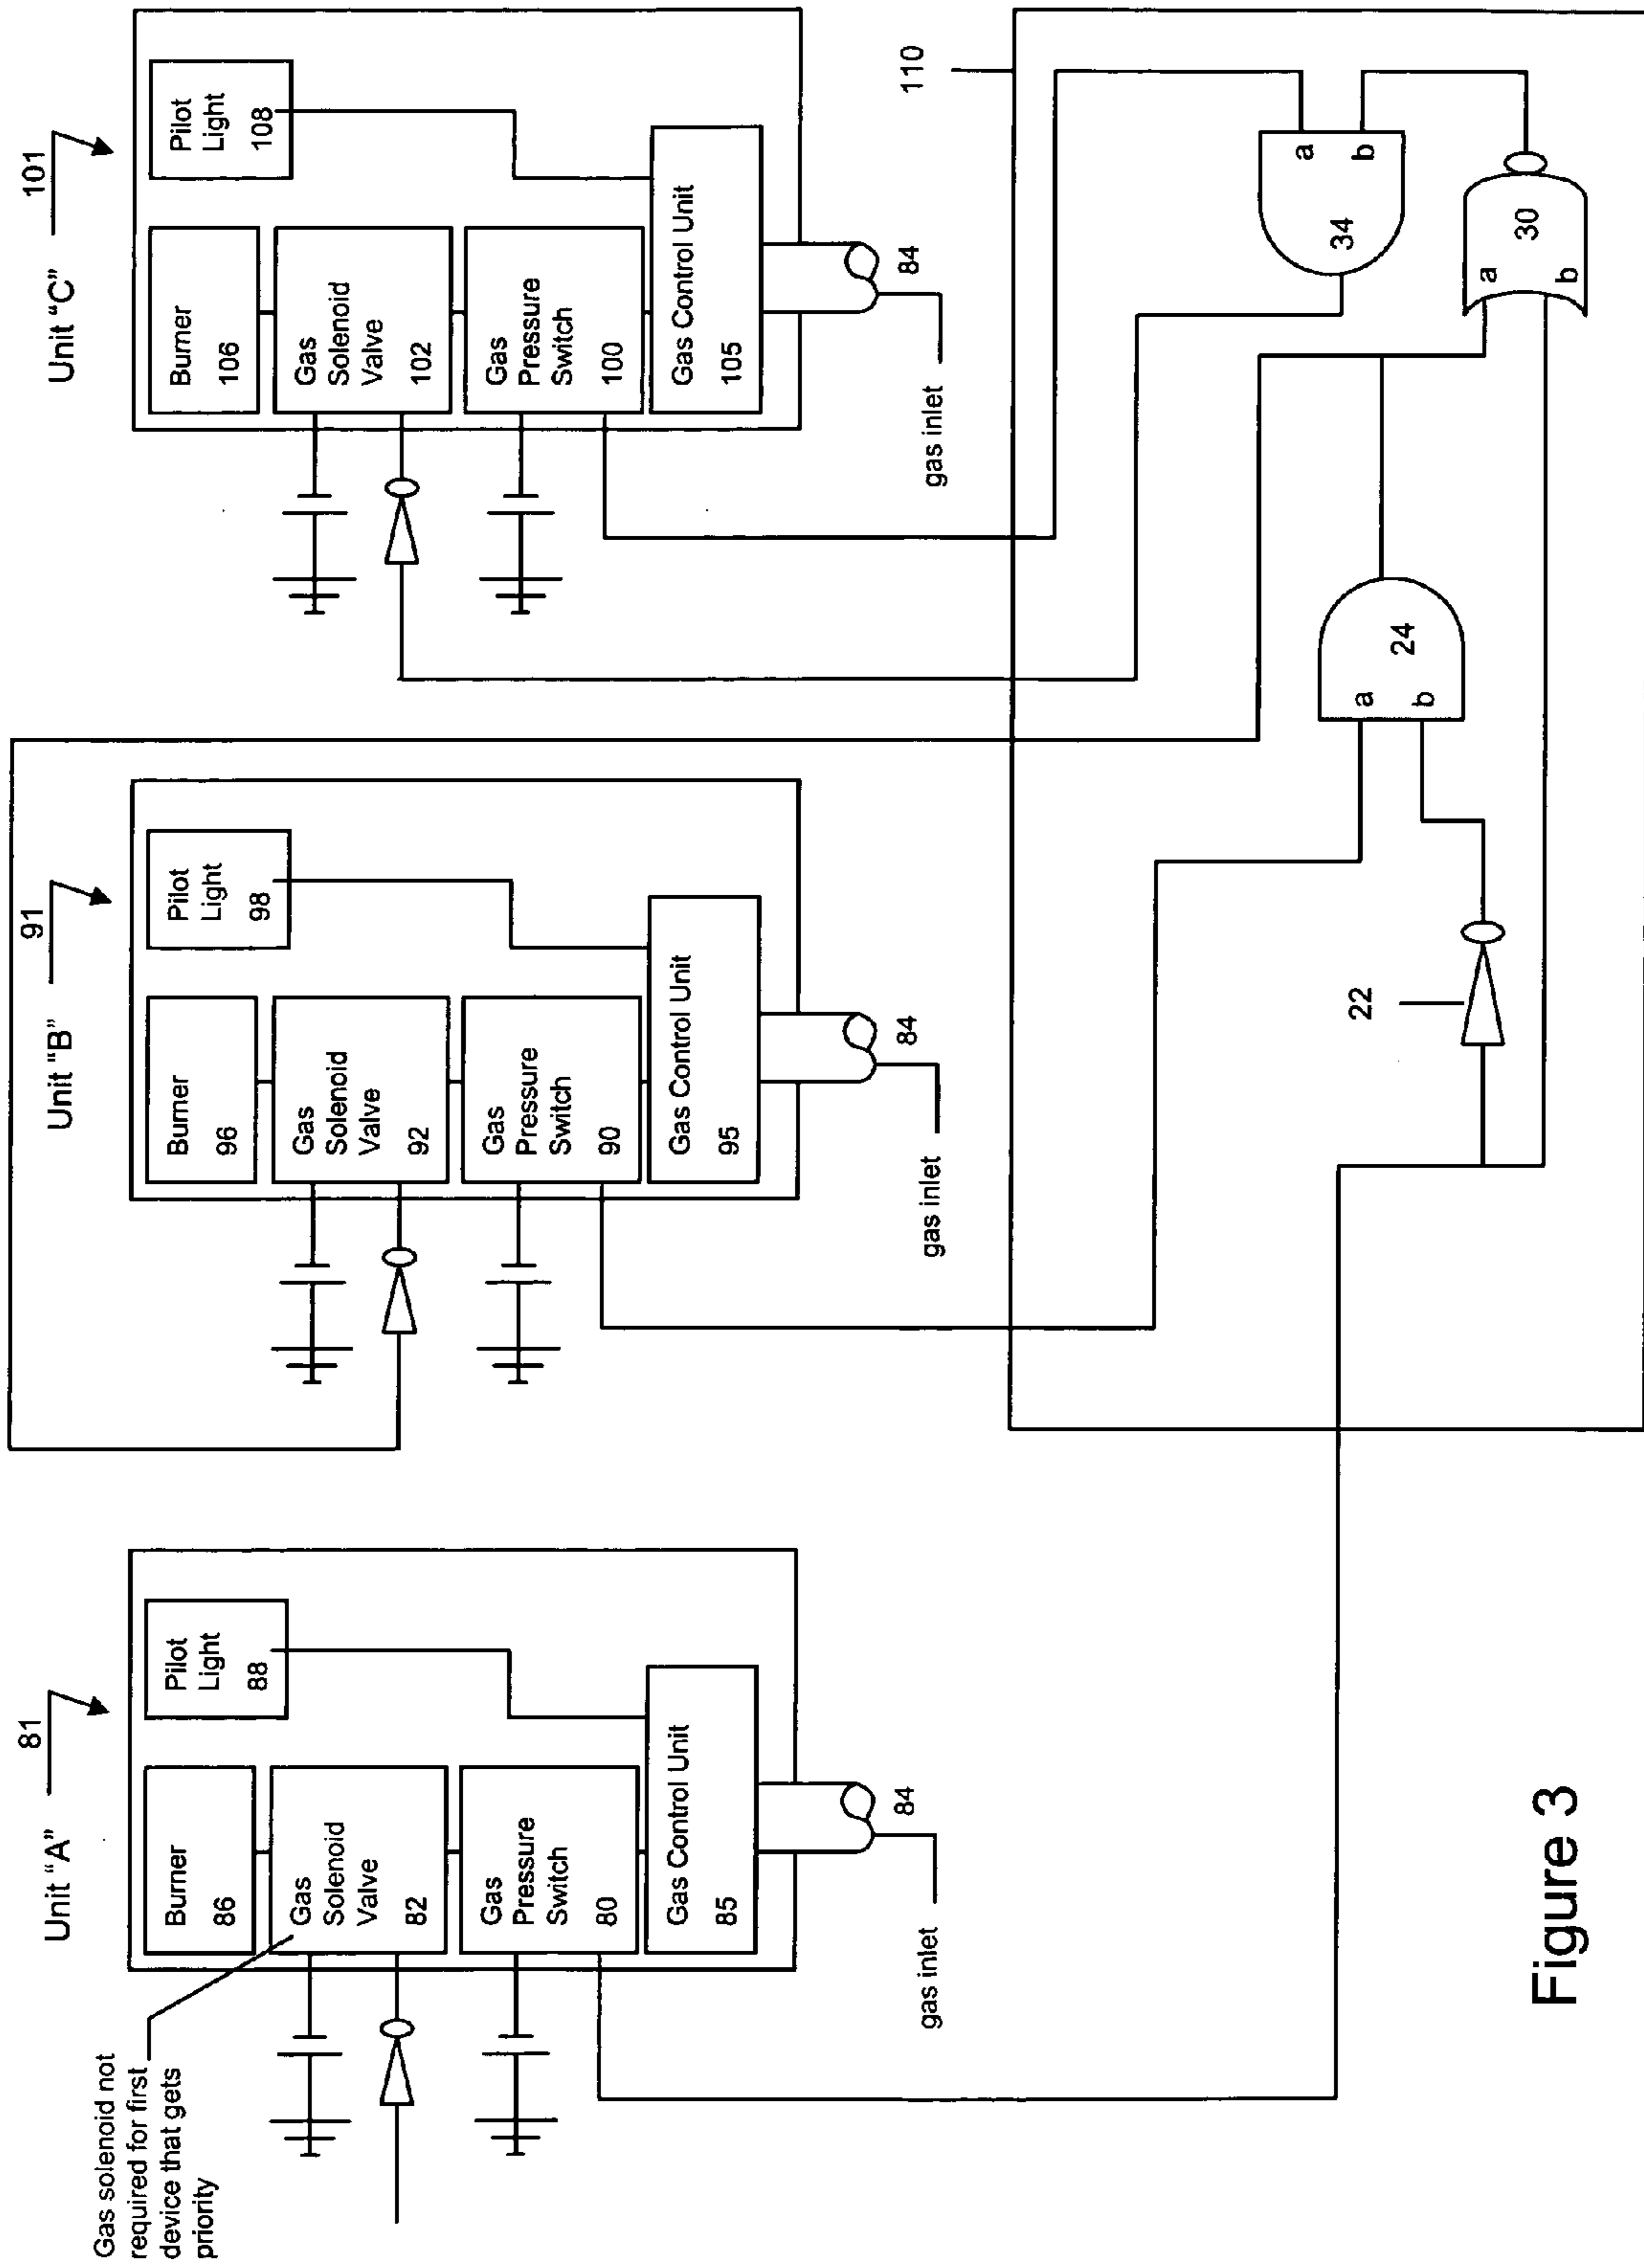 Gas solenoid not
required for first
device that gets
priority
Unit "A"
81
Burner
86
Pilot
Light
88
Gas
Solenoid
Valve
82
Gas
Pressure
Switch
80
Gas Control Unit
85
84
gas inlet
Unit "B"
91
Burner
96
Pilot
Light
98
Gas
Solenoid
Valve
92
Gas
Pressure
Switch
90
Gas Control Unit
95
84
gas inlet
Unit "C"
101
Burner
106
Pilot
Light
108
Gas
Solenoid
Valve
102
Gas
Pressure
Switch
100
Gas Control Unit
105
84
gas inlet
110
22
a
b
24
a
b
34
a
b
30
Figure 3